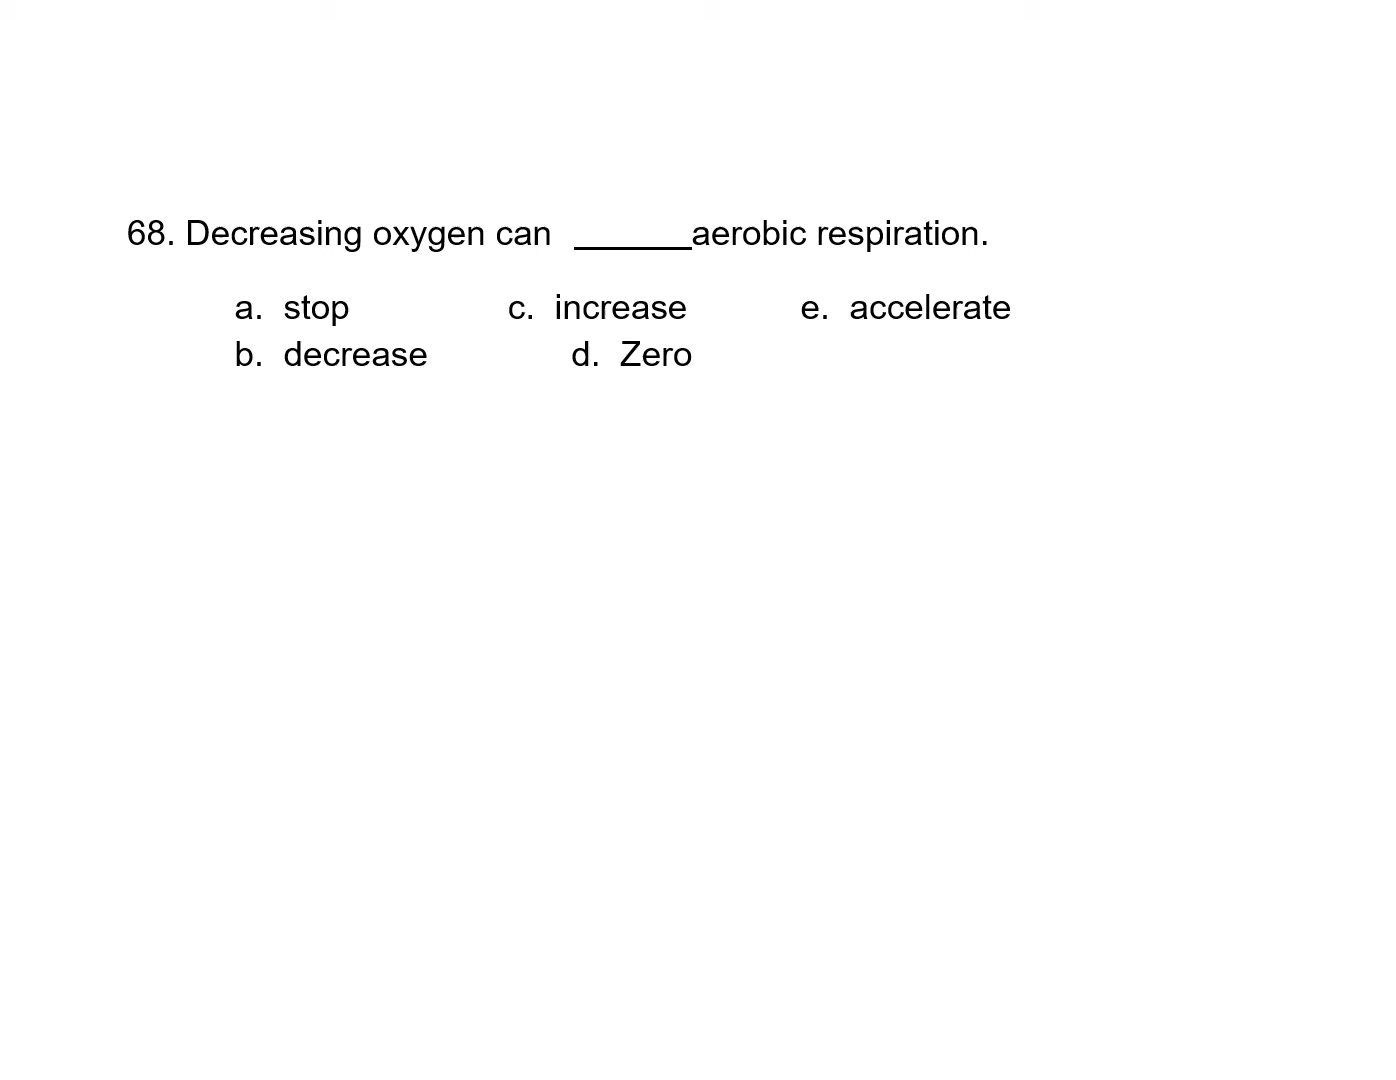 68. Decreasing oxygen can ______aerobic respiration.
a. stop c. increase e. accelerate
b. decrease d. Zero